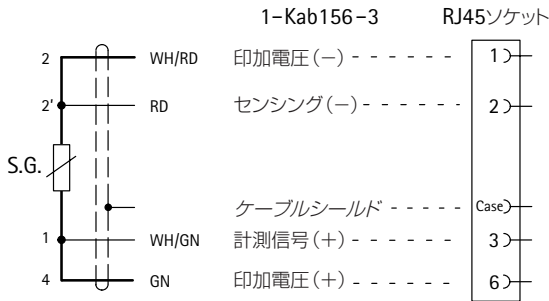 1-Kab156-3 RJ45ソケット
2 WH/RD 印加電圧(-) 1
2' RD センシング(-) 2
S.G.
ケーブルシールド Case
1 WH/GN 計測信号(+) 3
4 GN 印加電圧(+) 6